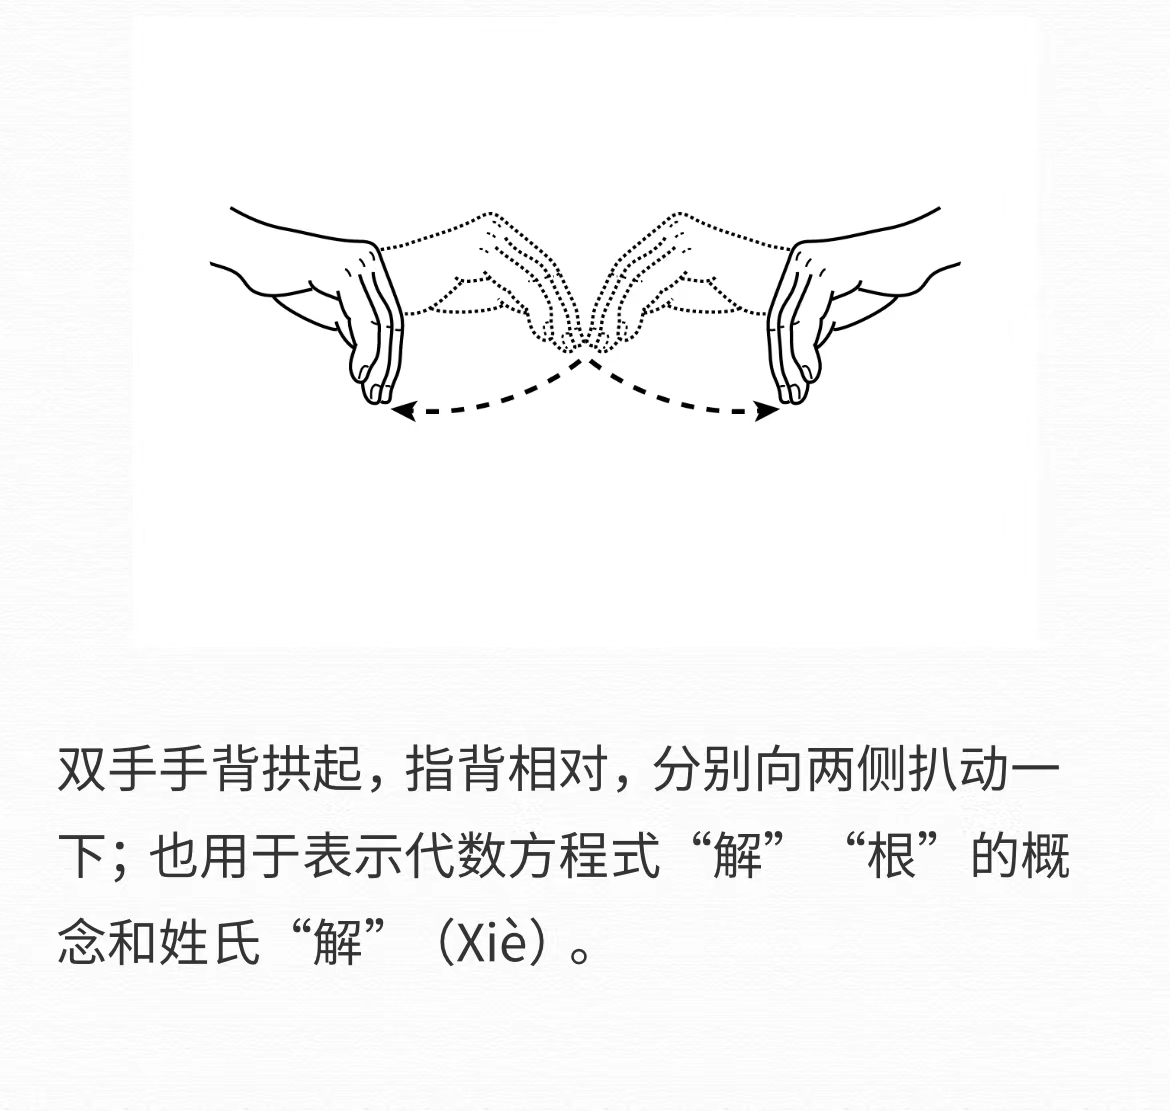 双手手背拱起，指背相对，分别向两侧扒动一
下；也用于表示代数方程式“解”“根”的概
念和姓氏“解”（Xiè）。